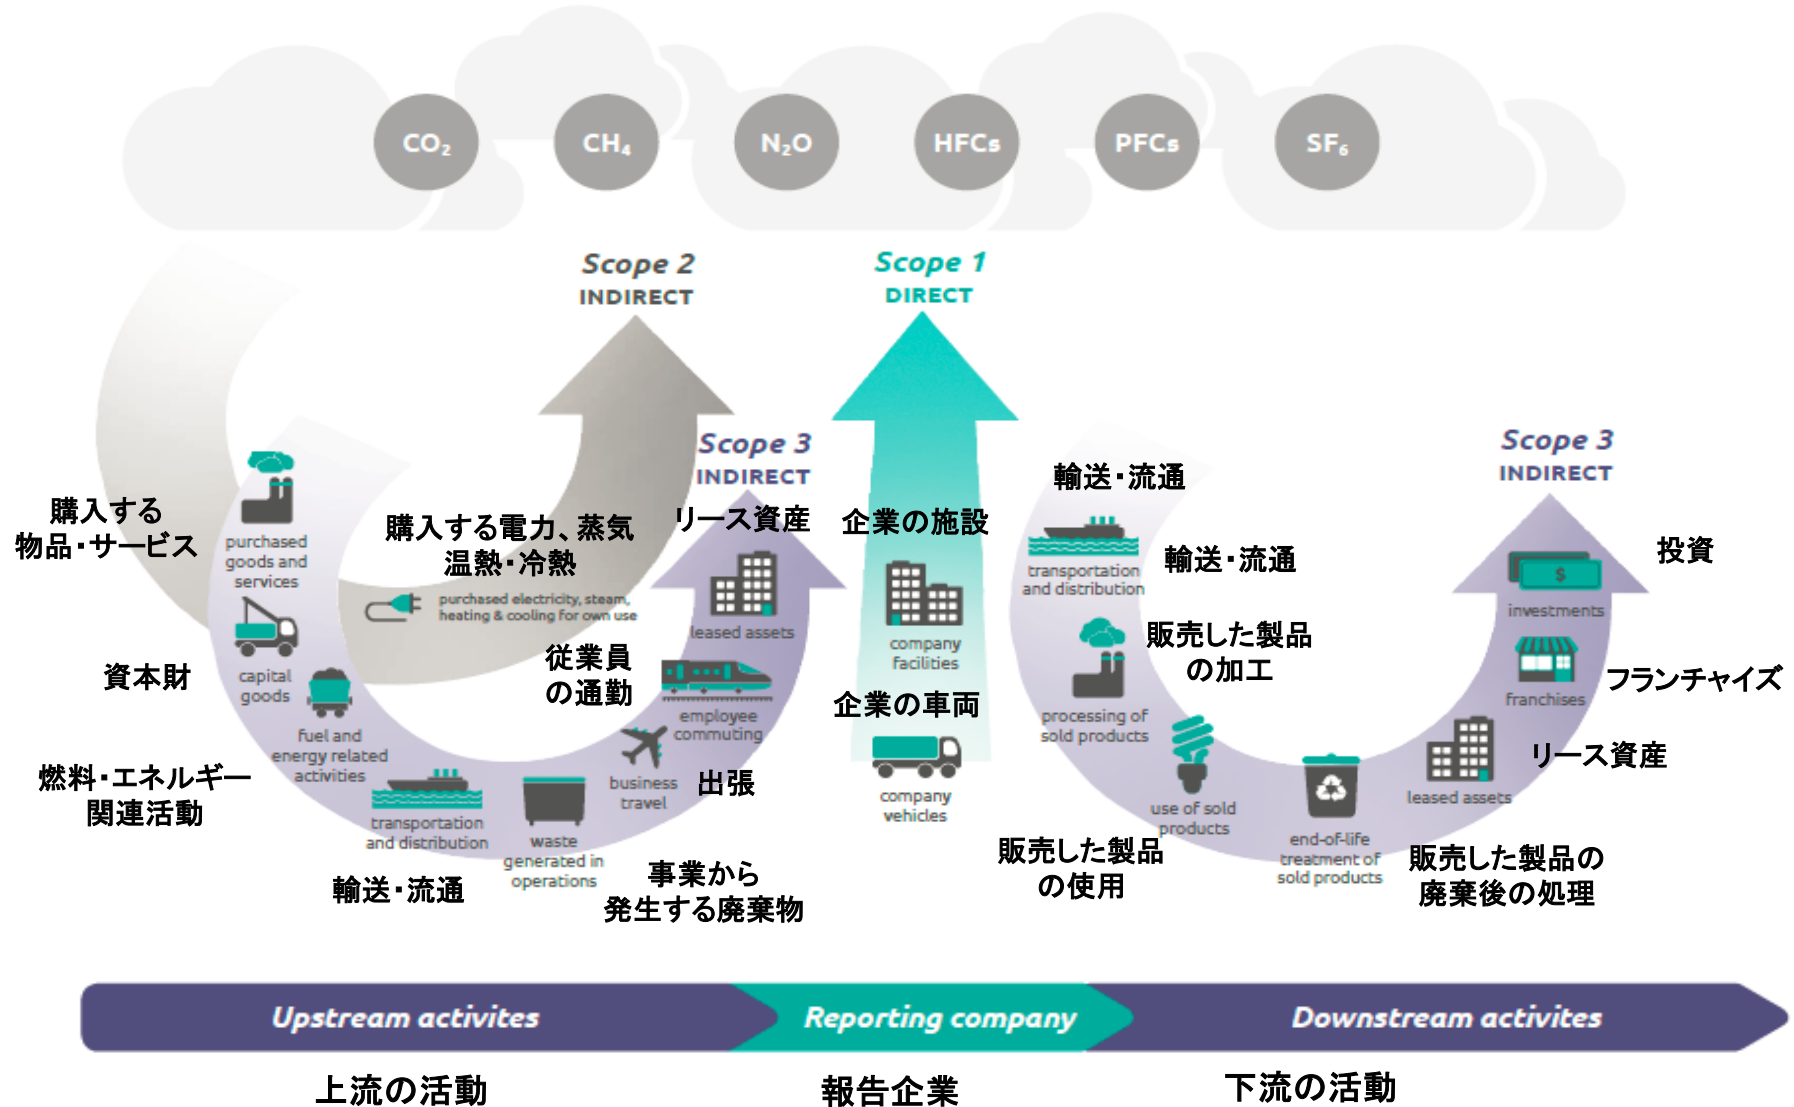 CO₂
CH₄
N₂O
HFCs
PFCs
SF₆
Scope 2
INDIRECT
Scope 1
DIRECT
Scope 3
INDIRECT
Scope 3
INDIRECT
購入する
物品・サービス
purchased
goods and
services
資本財
capital
goods
燃料・エネルギー
関連活動
fuel and
energy related
activities
輸送・流通
transportation
and distribution
waste
generated in
operations
事業から
発生する廃棄物
business
travel
出張
従業員
の通勤
employee
commuting
リース資産
leased assets
購入する電力、蒸気
温熱・冷熱
purchased electricity, steam,
heating & cooling for own use
企業の施設
company
facilities
企業の車両
company
vehicles
輸送・流通
transportation
and distribution
輸送・流通
販売した製品
の加工
processing of
sold products
use of sold
products
販売した製品
の使用
end-of-life
treatment of
sold products
販売した製品の
廃棄後の処理
leased assets
リース資産
franchises
フランチャイズ
$
investments
投資
Upstream activites
Reporting company
Downstream activites
上流の活動
報告企業
下流の活動